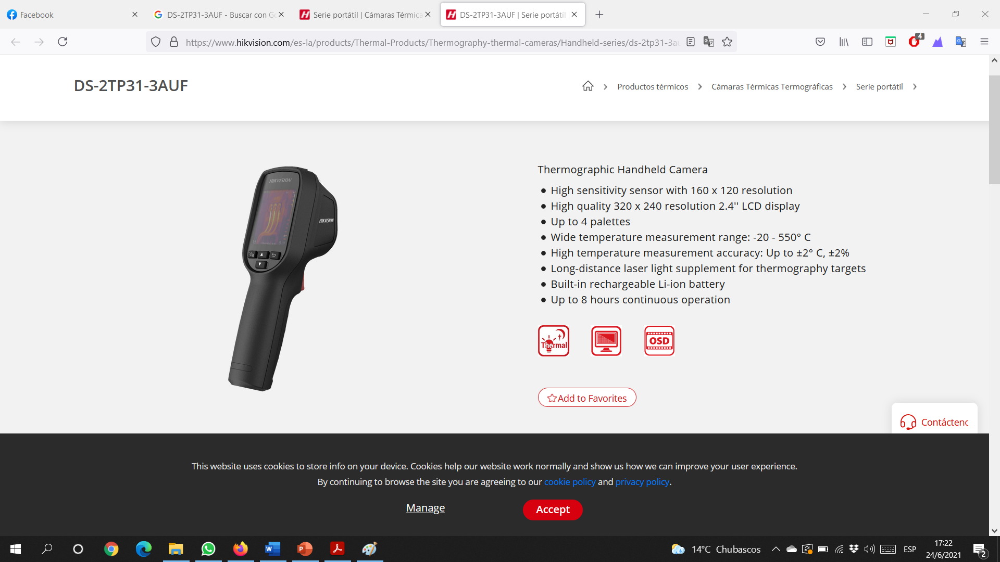 Facebook
DS-2TP31-3AUF - Buscar con Go
Serie portátil | Cámaras Térmica
DS-2TP31-3AUF | Serie portátil
https://www.hikvision.com/es-la/products/Thermal-Products/Thermography-thermal-cameras/Handheld-series/ds-2tp31-3au
4
DS-2TP31-3AUF
Productos térmicos > Cámaras Térmicas Termográficas > Serie portátil >
HIKVISION
HIKVISION
Thermographic Handheld Camera
● High sensitivity sensor with 160 x 120 resolution
● High quality 320 x 240 resolution 2.4'' LCD display
● Up to 4 palettes
● Wide temperature measurement range: -20 - 550° C
● High temperature measurement accuracy: Up to ±2° C, ±2%
● Long-distance laser light supplement for thermography targets
● Built-in rechargeable Li-ion battery
● Up to 8 hours continuous operation
Thermal
OSD
Add to Favorites
Contáctenc
This website uses cookies to store info on your device. Cookies help our website work normally and show us how we can improve your user experience.
By continuing to browse the site you are agreeing to our cookie policy and privacy policy.
Manage
Accept
14°C Chubascos
ESP
17:22
24/6/2021
2